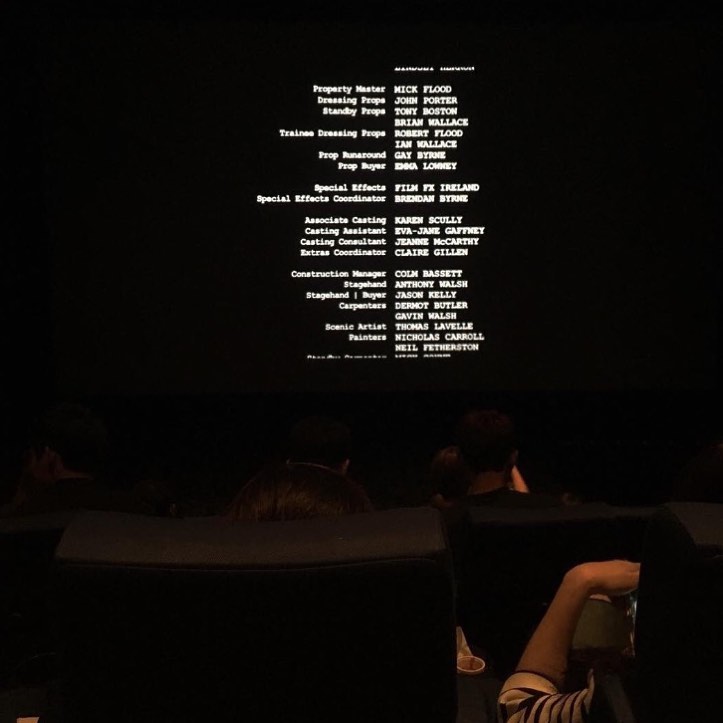 Property Master MICK FLOOD
Dressing Props JOHN PORTER
Standby Props TONY BOSTON
BRIAN WALLACE
Trainee Dressing Props ROBERT FLOOD
IAN WALLACE
Prop Runaround GAY BYRNE
Prop Buyer EMMA LOWNEY
Special Effects FILM FX IRELAND
Special Effects Coordinator BRENDAN BYRNE
Associate Casting KAREN SCULLY
Casting Assistant EVA-JANE GAFFNEY
Casting Consultant JEANNE McCARTHY
Extras Coordinator CLAIRE GILLEN
Construction Manager COLM BASSETT
Stagehand ANTHONY WALSH
Stagehand | Buyer JASON KELLY
Carpenters DERMOT BUTLER
GAVIN WALSH
Scenic Artist THOMAS LAVELLE
Painters NICHOLAS CARROLL
NEIL FETHERSTON